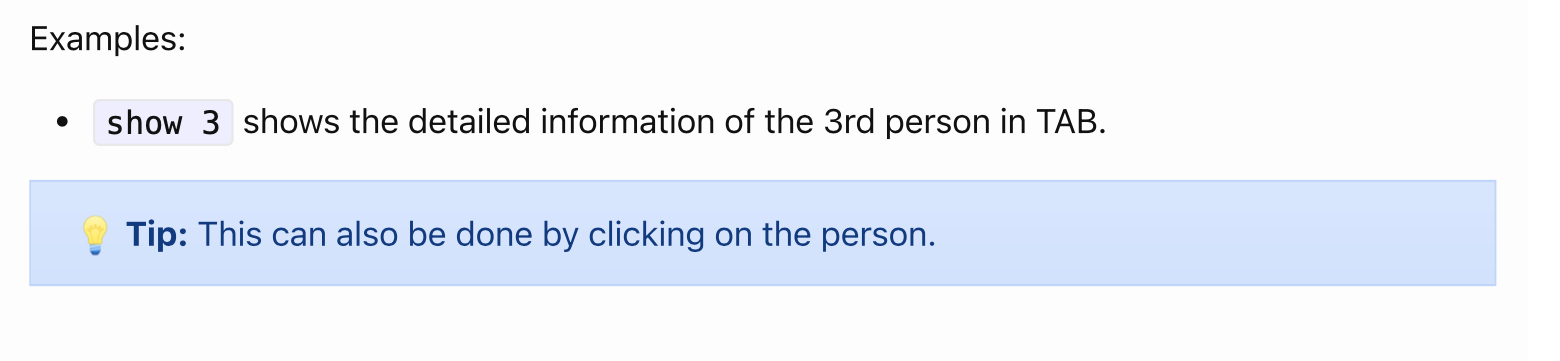 Examples:
• show 3 shows the detailed information of the 3rd person in TAB.
💡 Tip: This can also be done by clicking on the person.